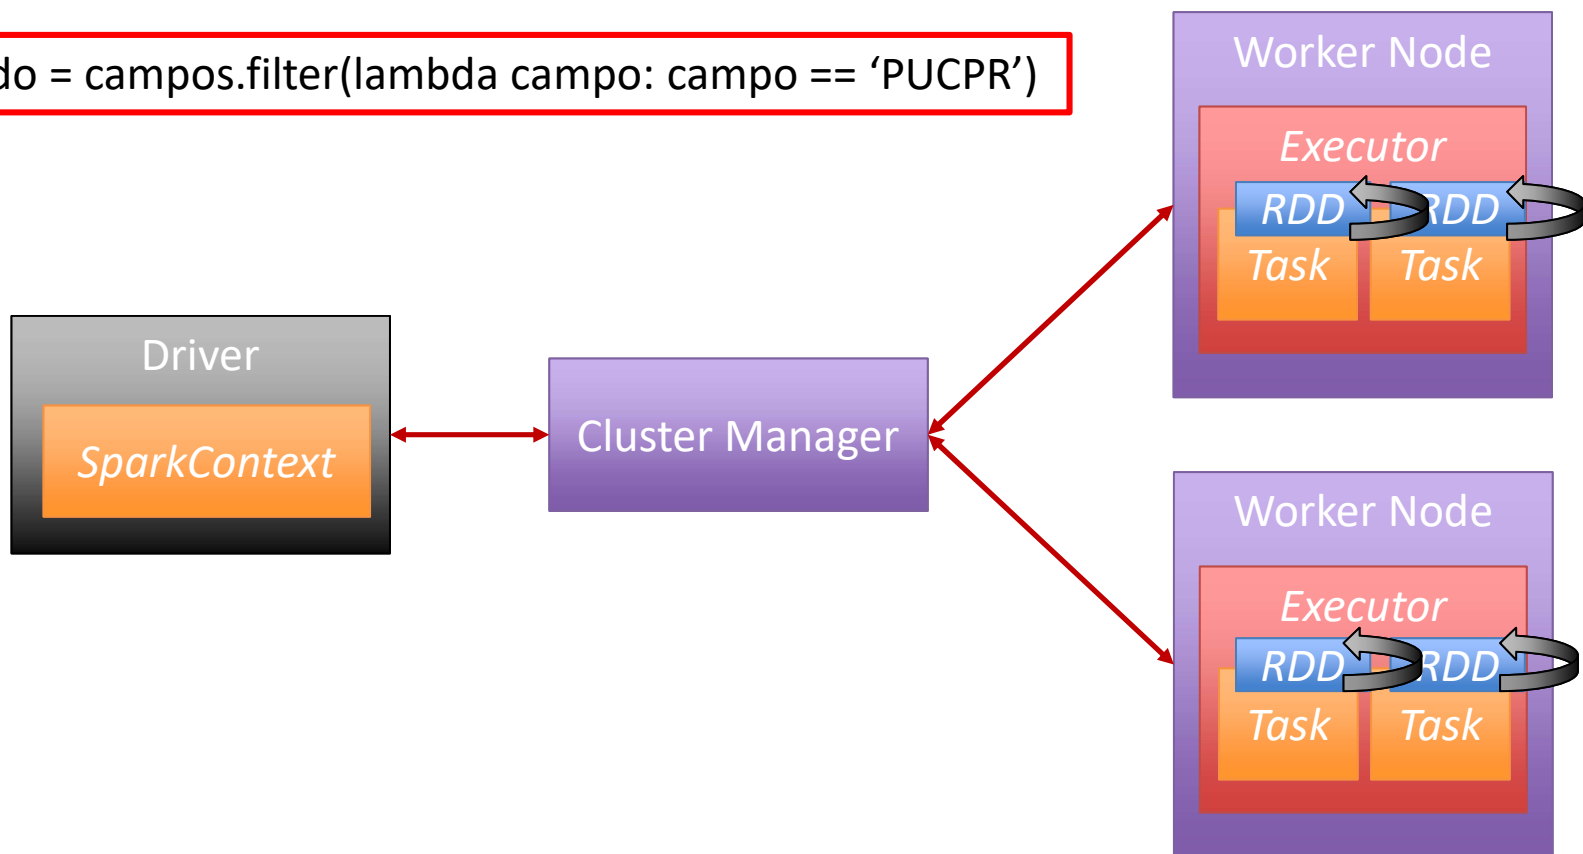 do = campos.filter(lambda campo: campo == ‘PUCPR’)
Worker Node
Executor
RDD RDD
Task Task
Driver
SparkContext
Cluster Manager
Worker Node
Executor
RDD RDD
Task Task